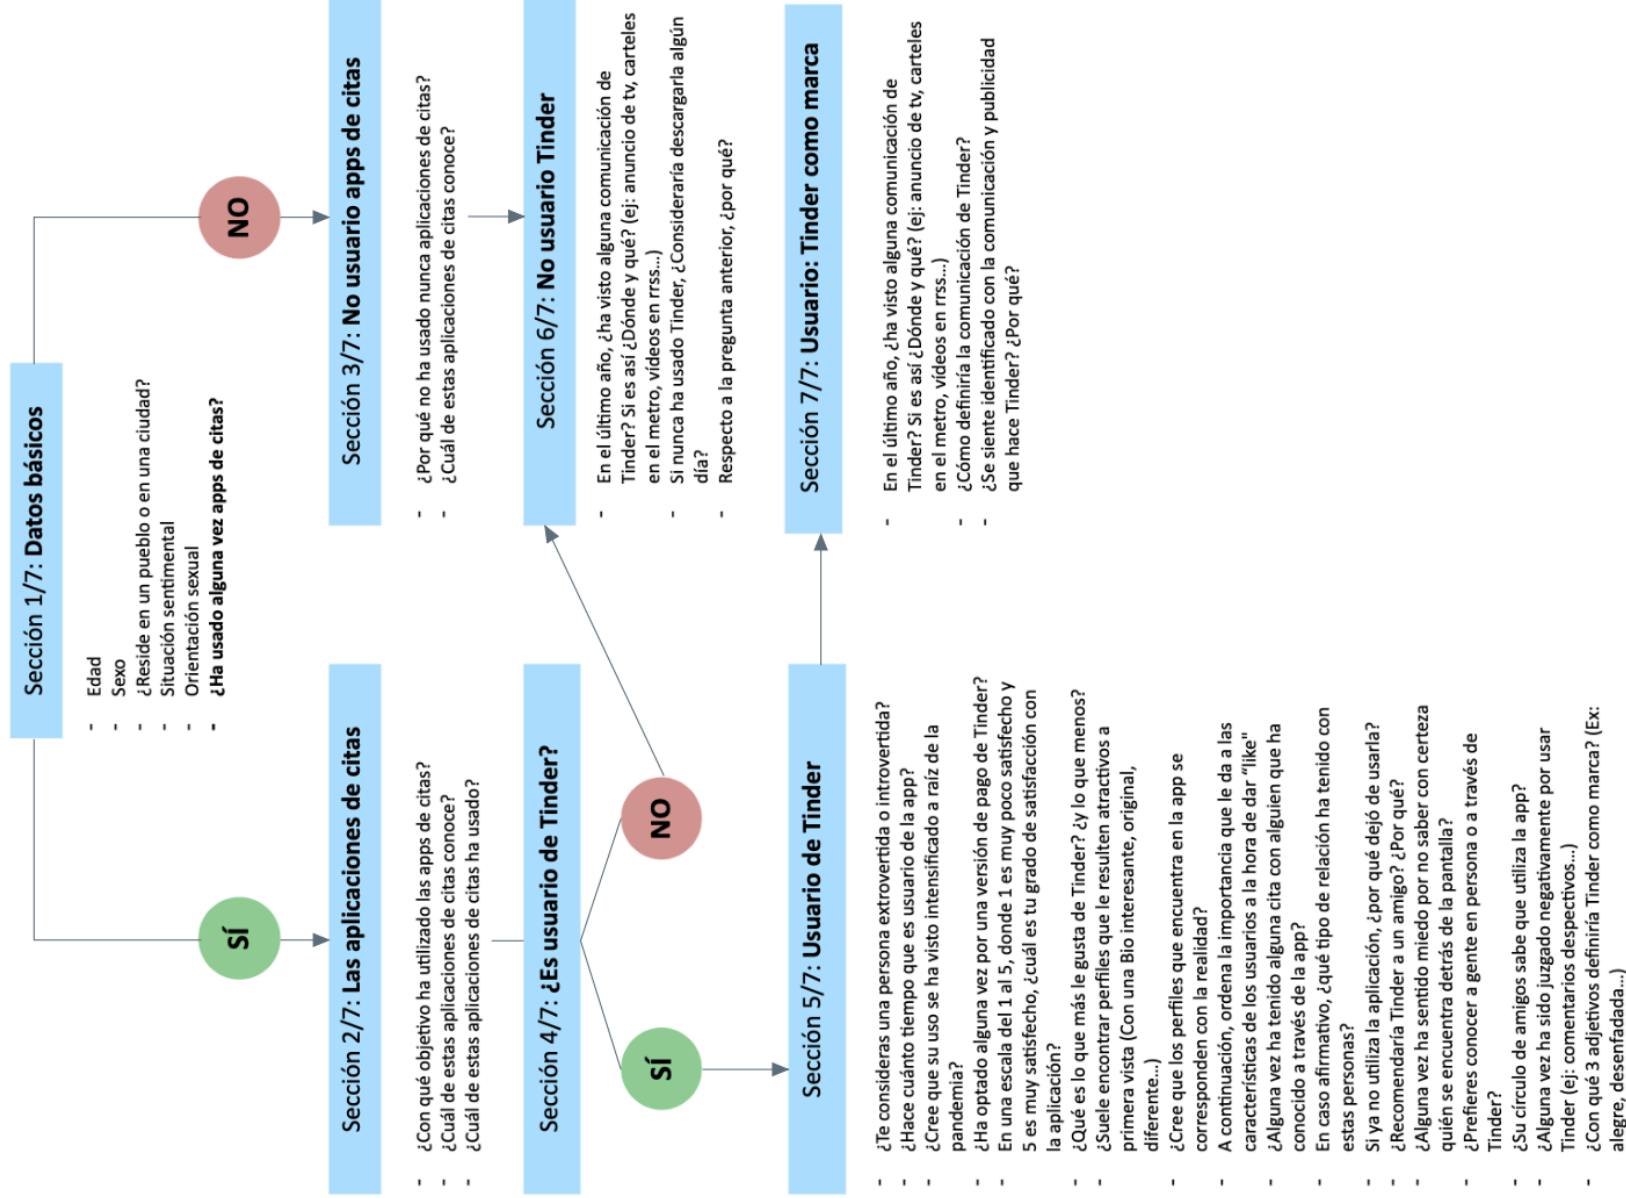 Sección 1/7: Datos básicos
- Edad
- Sexo
- ¿Reside en un pueblo o en una ciudad?
- Situación sentimental
- Orientación sexual
- ¿Ha usado alguna vez apps de citas?
SÍ
NO
Sección 2/7: Las aplicaciones de citas
- ¿Con qué objetivo ha utilizado las apps de citas?
- ¿Cuál de estas aplicaciones de citas conoce?
- ¿Cuál de estas aplicaciones de citas ha usado?
Sección 3/7: No usuario apps de citas
- ¿Por qué no ha usado nunca aplicaciones de citas?
- ¿Cuál de estas aplicaciones de citas conoce?
Sección 4/7: ¿Es usuario de Tinder?
SÍ
NO
Sección 6/7: No usuario Tinder
- En el último año, ¿ha visto alguna comunicación de
Tinder? Si es así ¿Dónde y qué? (ej: anuncio de tv, carteles
en el metro, vídeos en rrss...)
- Si nunca ha usado Tinder, ¿Consideraría descargarla algún
día?
- Respecto a la pregunta anterior, ¿por qué?
Sección 5/7: Usuario de Tinder
- ¿Te consideras una persona extrovertida o introvertida?
- ¿Hace cuánto tiempo que es usuario de la app?
- ¿Cree que su uso se ha visto intensificado a raíz de la
pandemia?
- ¿Ha optado alguna vez por una versión de pago de Tinder?
- En una escala del 1 al 5, donde 1 es muy poco satisfecho y
5 es muy satisfecho, ¿cuál es tu grado de satisfacción con
la aplicación?
- ¿Qué es lo que más le gusta de Tinder? ¿y lo que menos?
- ¿Suele encontrar perfiles que le resulten atractivos a
primera vista (Con una Bio interesante, original,
diferente...)
- ¿Cree que los perfiles que encuentra en la app se
corresponden con la realidad?
- A continuación, ordena la importancia que le da a las
características de los usuarios a la hora de dar “like"
- ¿Alguna vez ha tenido alguna cita con alguien que ha
conocido a través de la app?
- En caso afirmativo, ¿qué tipo de relación ha tenido con
estas personas?
- Si ya no utiliza la aplicación, ¿por qué dejó de usarla?
- ¿Recomendaría Tinder a un amigo? ¿Por qué?
- ¿Alguna vez ha sentido miedo por no saber con certeza
quién se encuentra detrás de la pantalla?
- ¿Prefieres conocer a gente en persona o a través de
Tinder?
- ¿Su círculo de amigos sabe que utiliza la app?
- ¿Alguna vez ha sido juzgado negativamente por usar
Tinder (ej: comentarios despectivos...)
- ¿Con qué 3 adjetivos definiría Tinder como marca? (Ex:
alegre, desenfadada...)
Sección 7/7: Usuario: Tinder como marca
- En el último año, ¿ha visto alguna comunicación de
Tinder? Si es así ¿Dónde y qué? (ej: anuncio de tv, carteles
en el metro, vídeos en rrss...)
- ¿Cómo definiría la comunicación de Tinder?
- ¿Se siente identificado con la comunicación y publicidad
que hace Tinder? ¿Por qué?